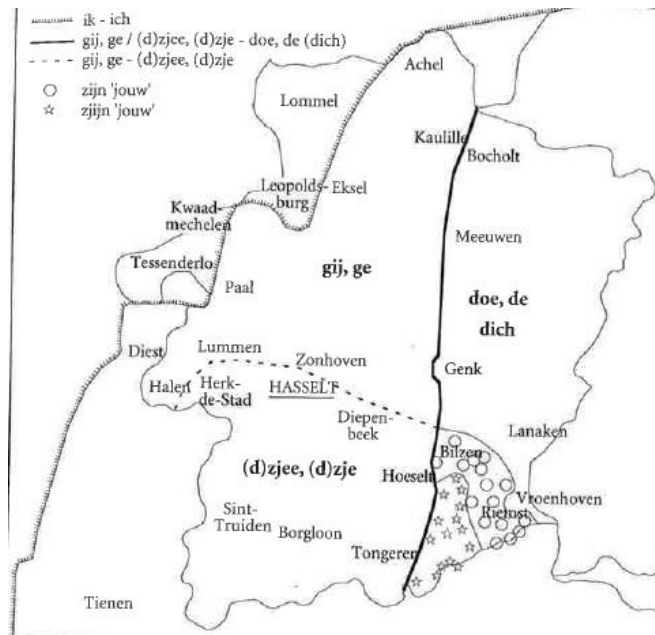 ik - ich
gij, ge / (d)zjee, (d)zje - doe, de (dich)
gij, ge - (d)zjee, (d)zje
zijn 'jouw'
zjijn 'jouw'
Achel
Lommel
Kaulille
Bocholt
Leopolds-
burg
Eksel
Kwaad-
mechelen
Meeuwen
Tessenderlo
gij, ge
Paal
doe, de
dich
Diest
Lummen
Zonhoven
Genk
Halen
Herk-
de-Stad
HASSELT
Diepen-
beek
Lanaken
Bilzen
(d)zjee, (d)zje
Hoeselt
Vroenhoven
Riemst
Sint-
Truiden
Borgloon
Tongeren
Tienen